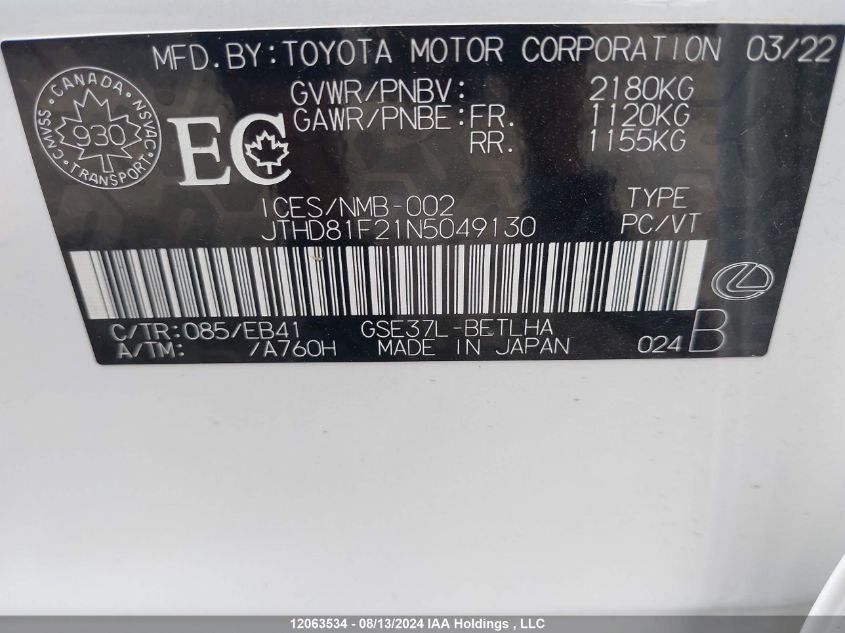 MFD.BY:TOYOTA MOTOR CORPORATION 03/22
CANADA
CMVSS 930 NSVAC
TRANSPORT
EC
GVWR/PNBV: 2180KG
GAWR/PNBE:FR. 1120KG
RR. 1155KG
ICES/NMB-002 TYPE
JTHD81F21N5049130 PC/VT
C/TR:085/EB41 GSE37L-BETLHA
A/TM: /A760H MADE IN JAPAN 024 B
12063534 - 08/13/2024 IAA Holdings , LLC